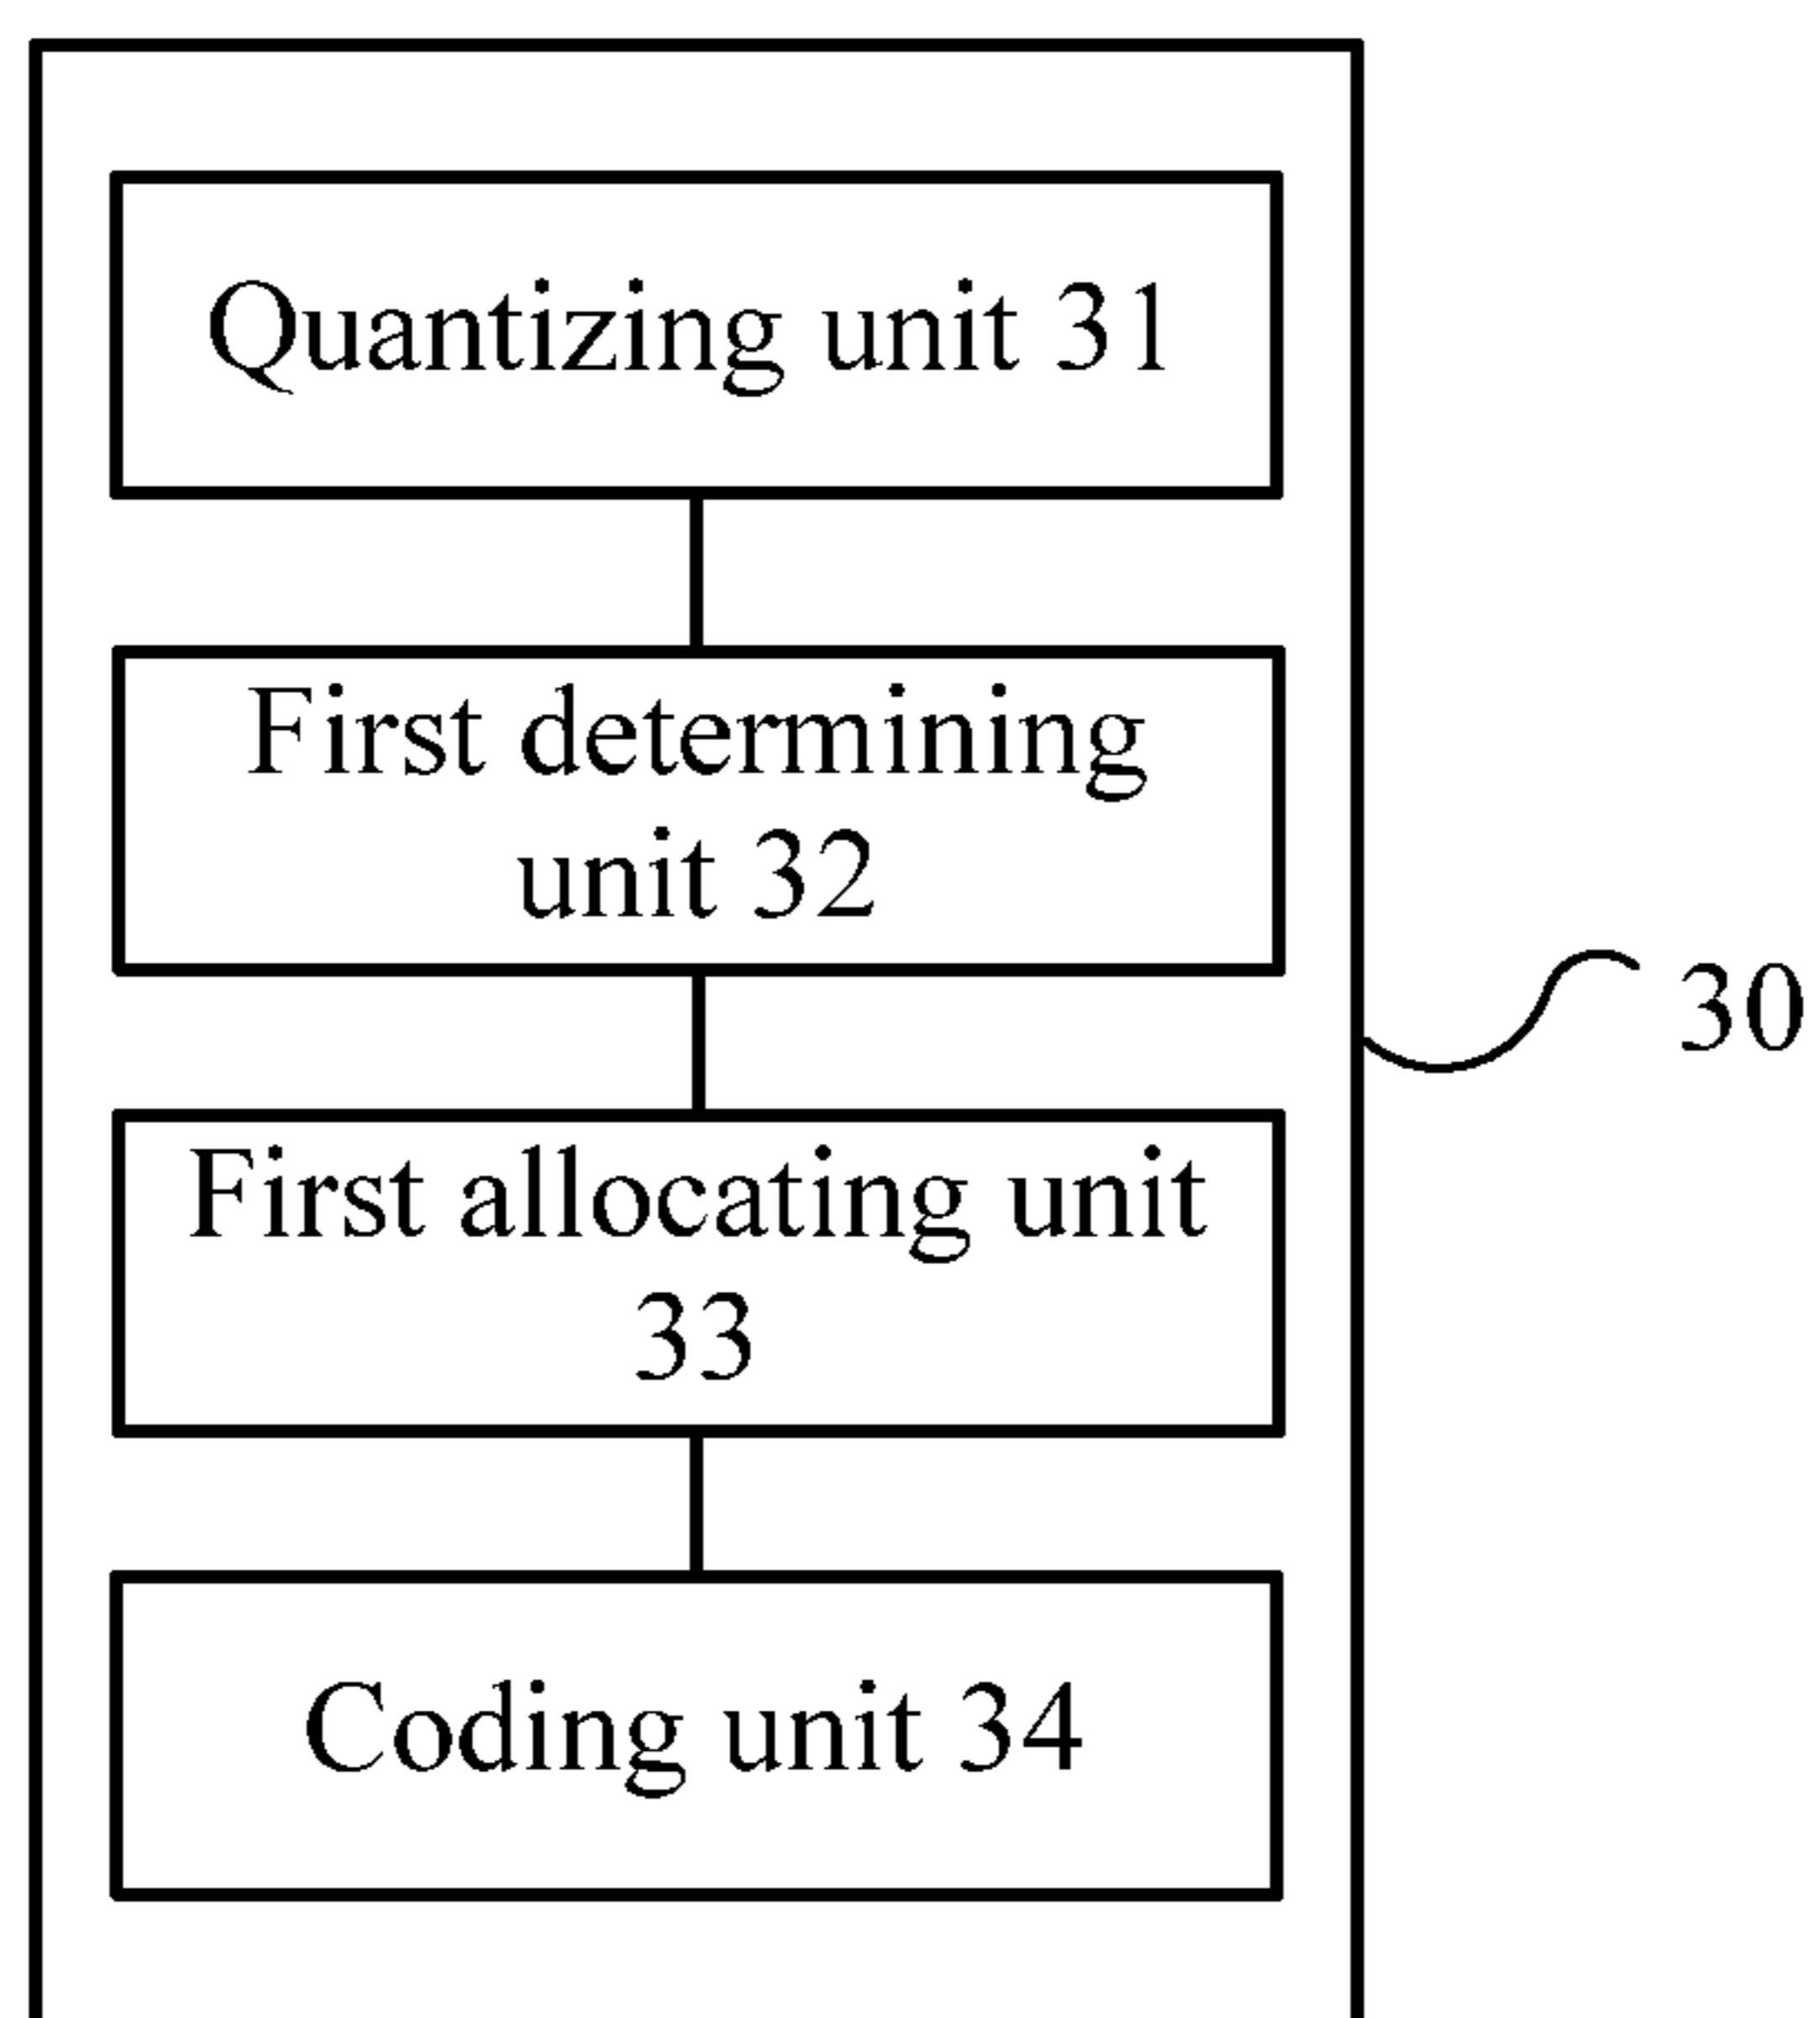 Quantizing unit 31
First determining
unit 32
30
First allocating unit
33
Coding unit 34